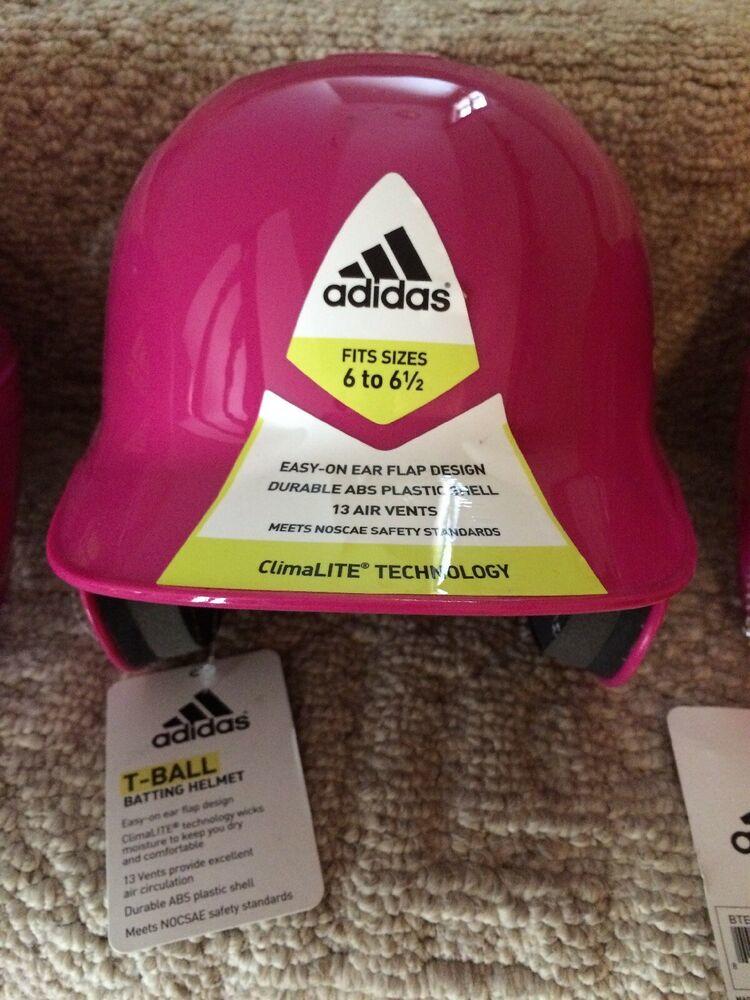 adidas®
FITS SIZES
6 to 6½
EASY-ON EAR FLAP DESIGN
DURABLE ABS PLASTIC SHELL
13 AIR VENTS
MEETS NOSCAE SAFETY STANDARDS
ClimaLITE® TECHNOLOGY
adidas®
T-BALL
BATTING HELMET
Easy-on ear flap design
ClimaLITE® technology wicks
moisture to keep you dry
and comfortable
13 Vents provide excellent
air circulation
Durable ABS plastic shell
Meets NOCSAE safety standards
BTE
8